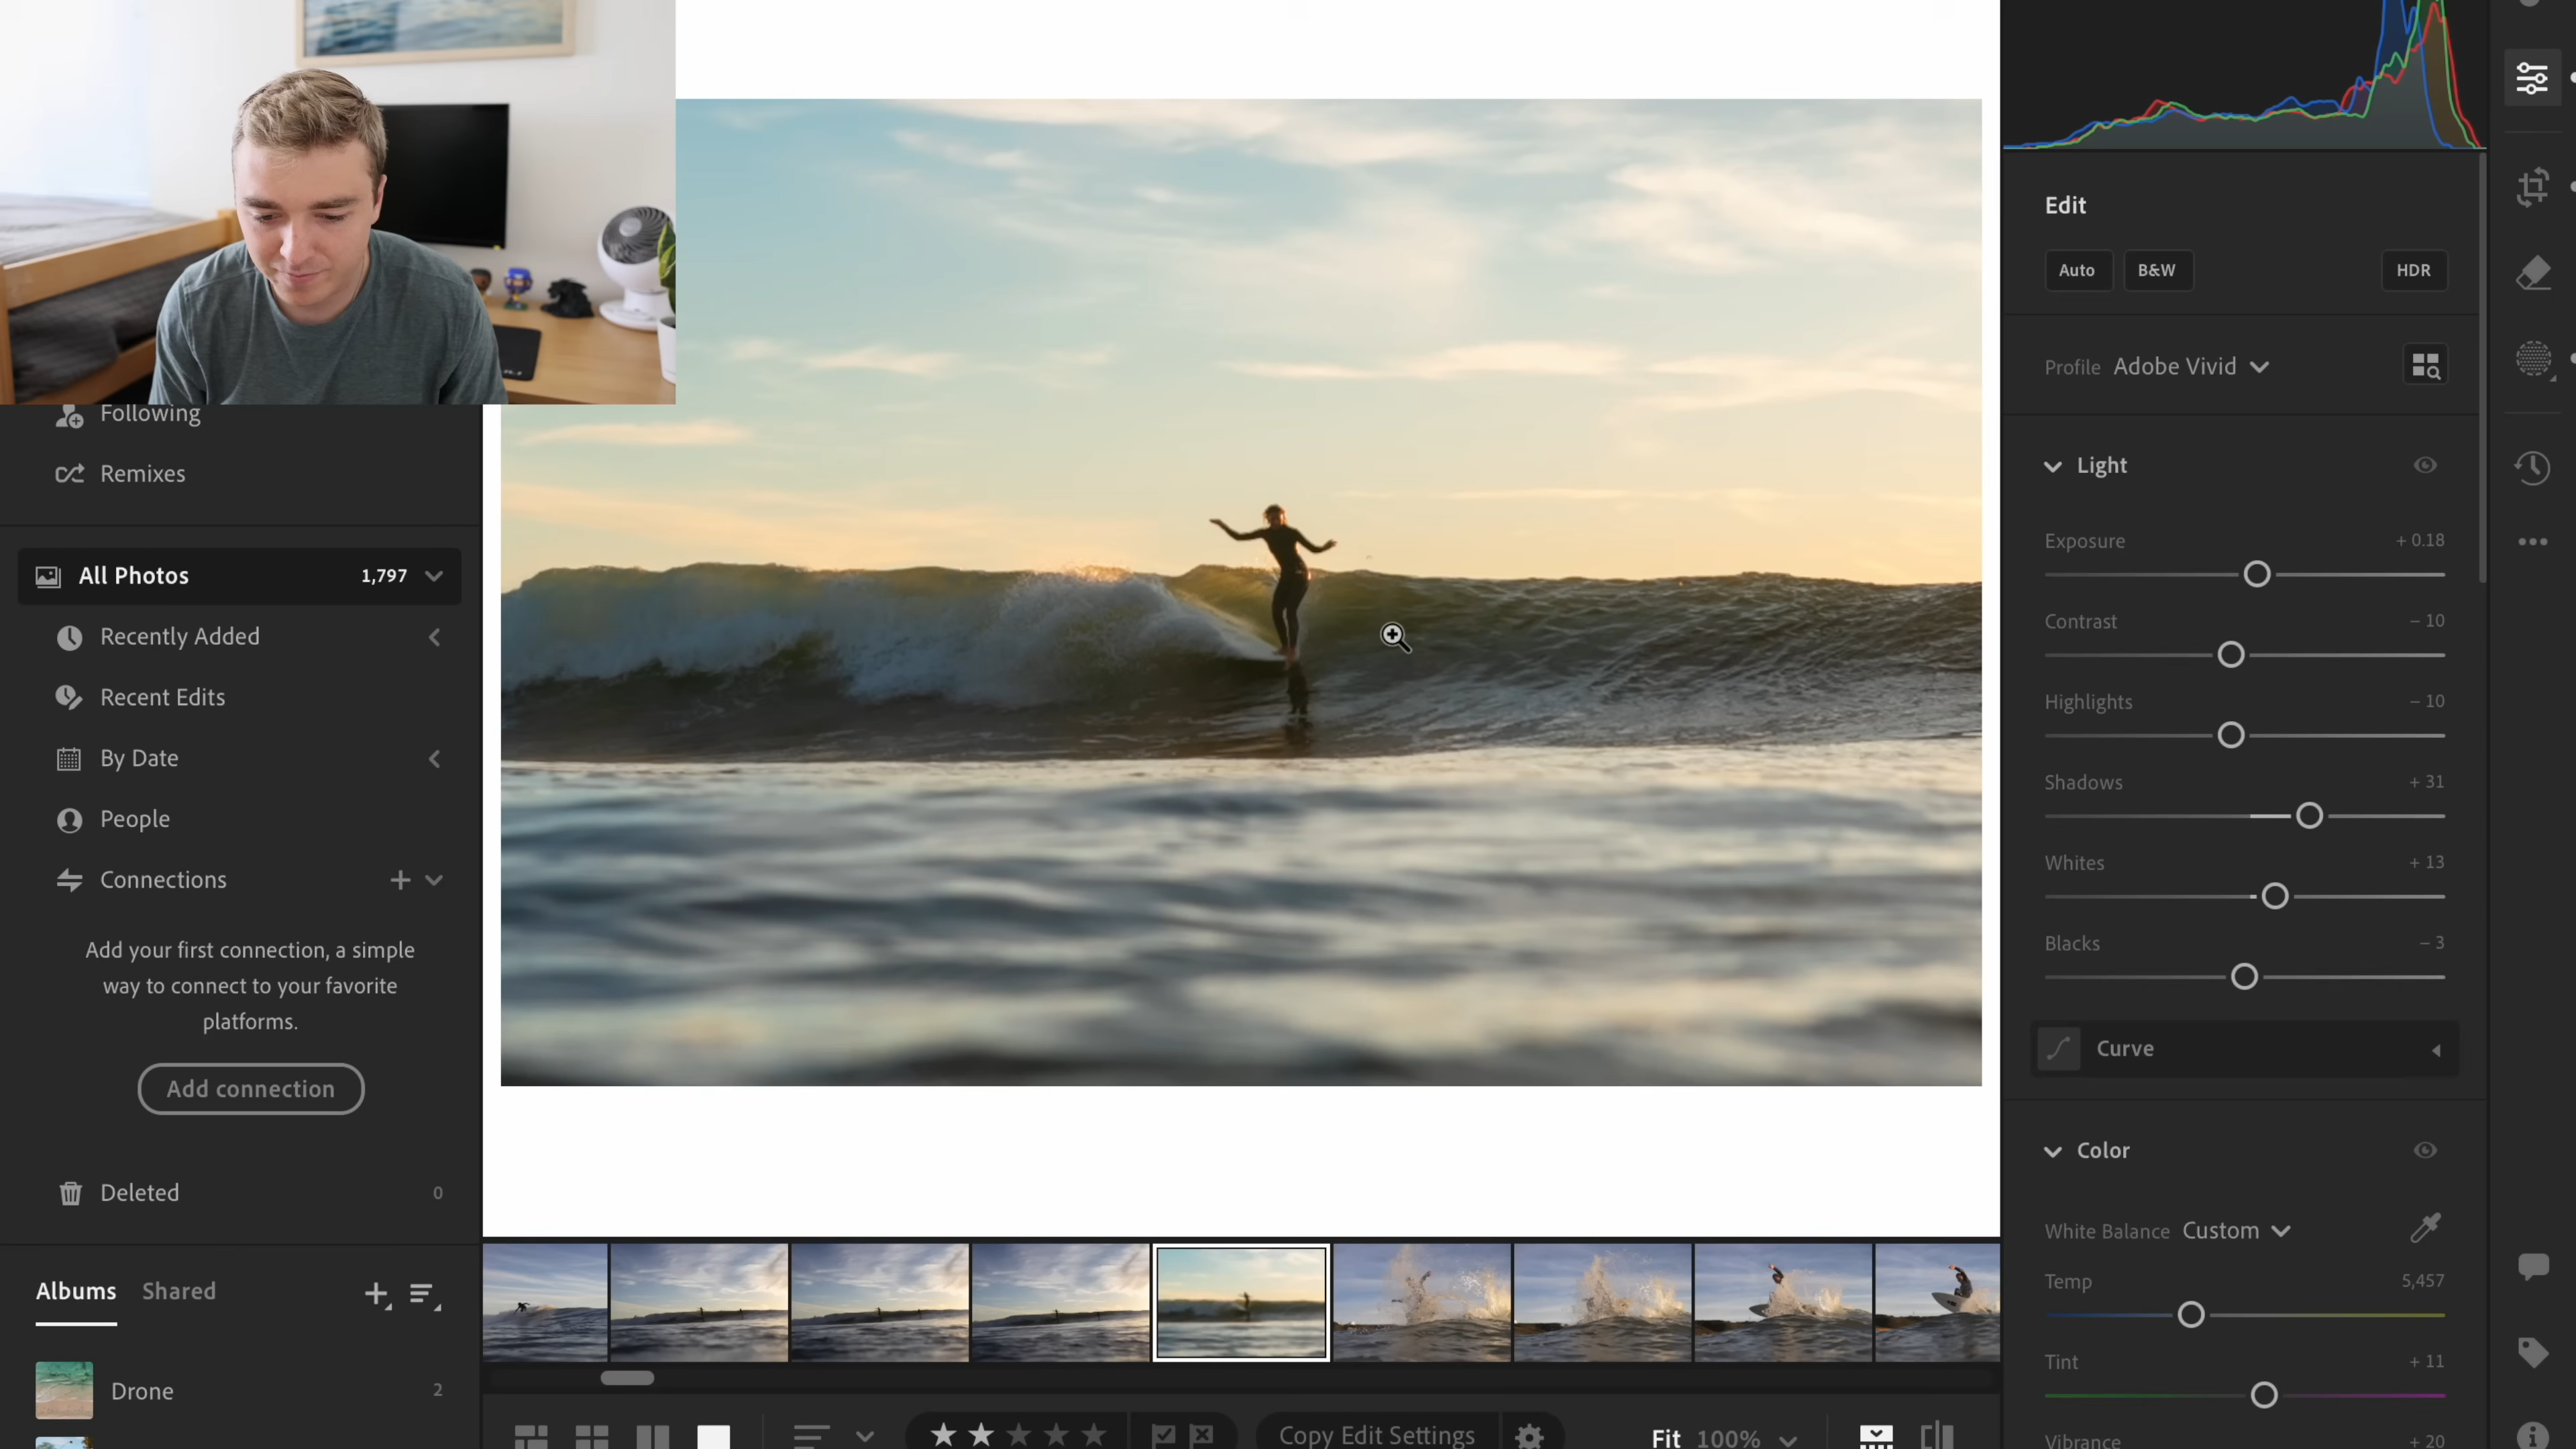 Following
Remixes
All Photos 1,797
Recently Added
Recent Edits
By Date
People
Connections
Add your first connection, a simple
way to connect to your favorite
platforms.
Add connection
Deleted 0
Albums Shared
Drone 2
Copy Edit Settings
Fit 100%
Edit
Auto B&W HDR
Profile Adobe Vivid
Light
Exposure + 0.18
Contrast – 10
Highlights – 10
Shadows + 31
Whites + 13
Blacks – 3
Curve
Color
White Balance Custom
Temp 5,457
Tint + 11
Vibrance + 20